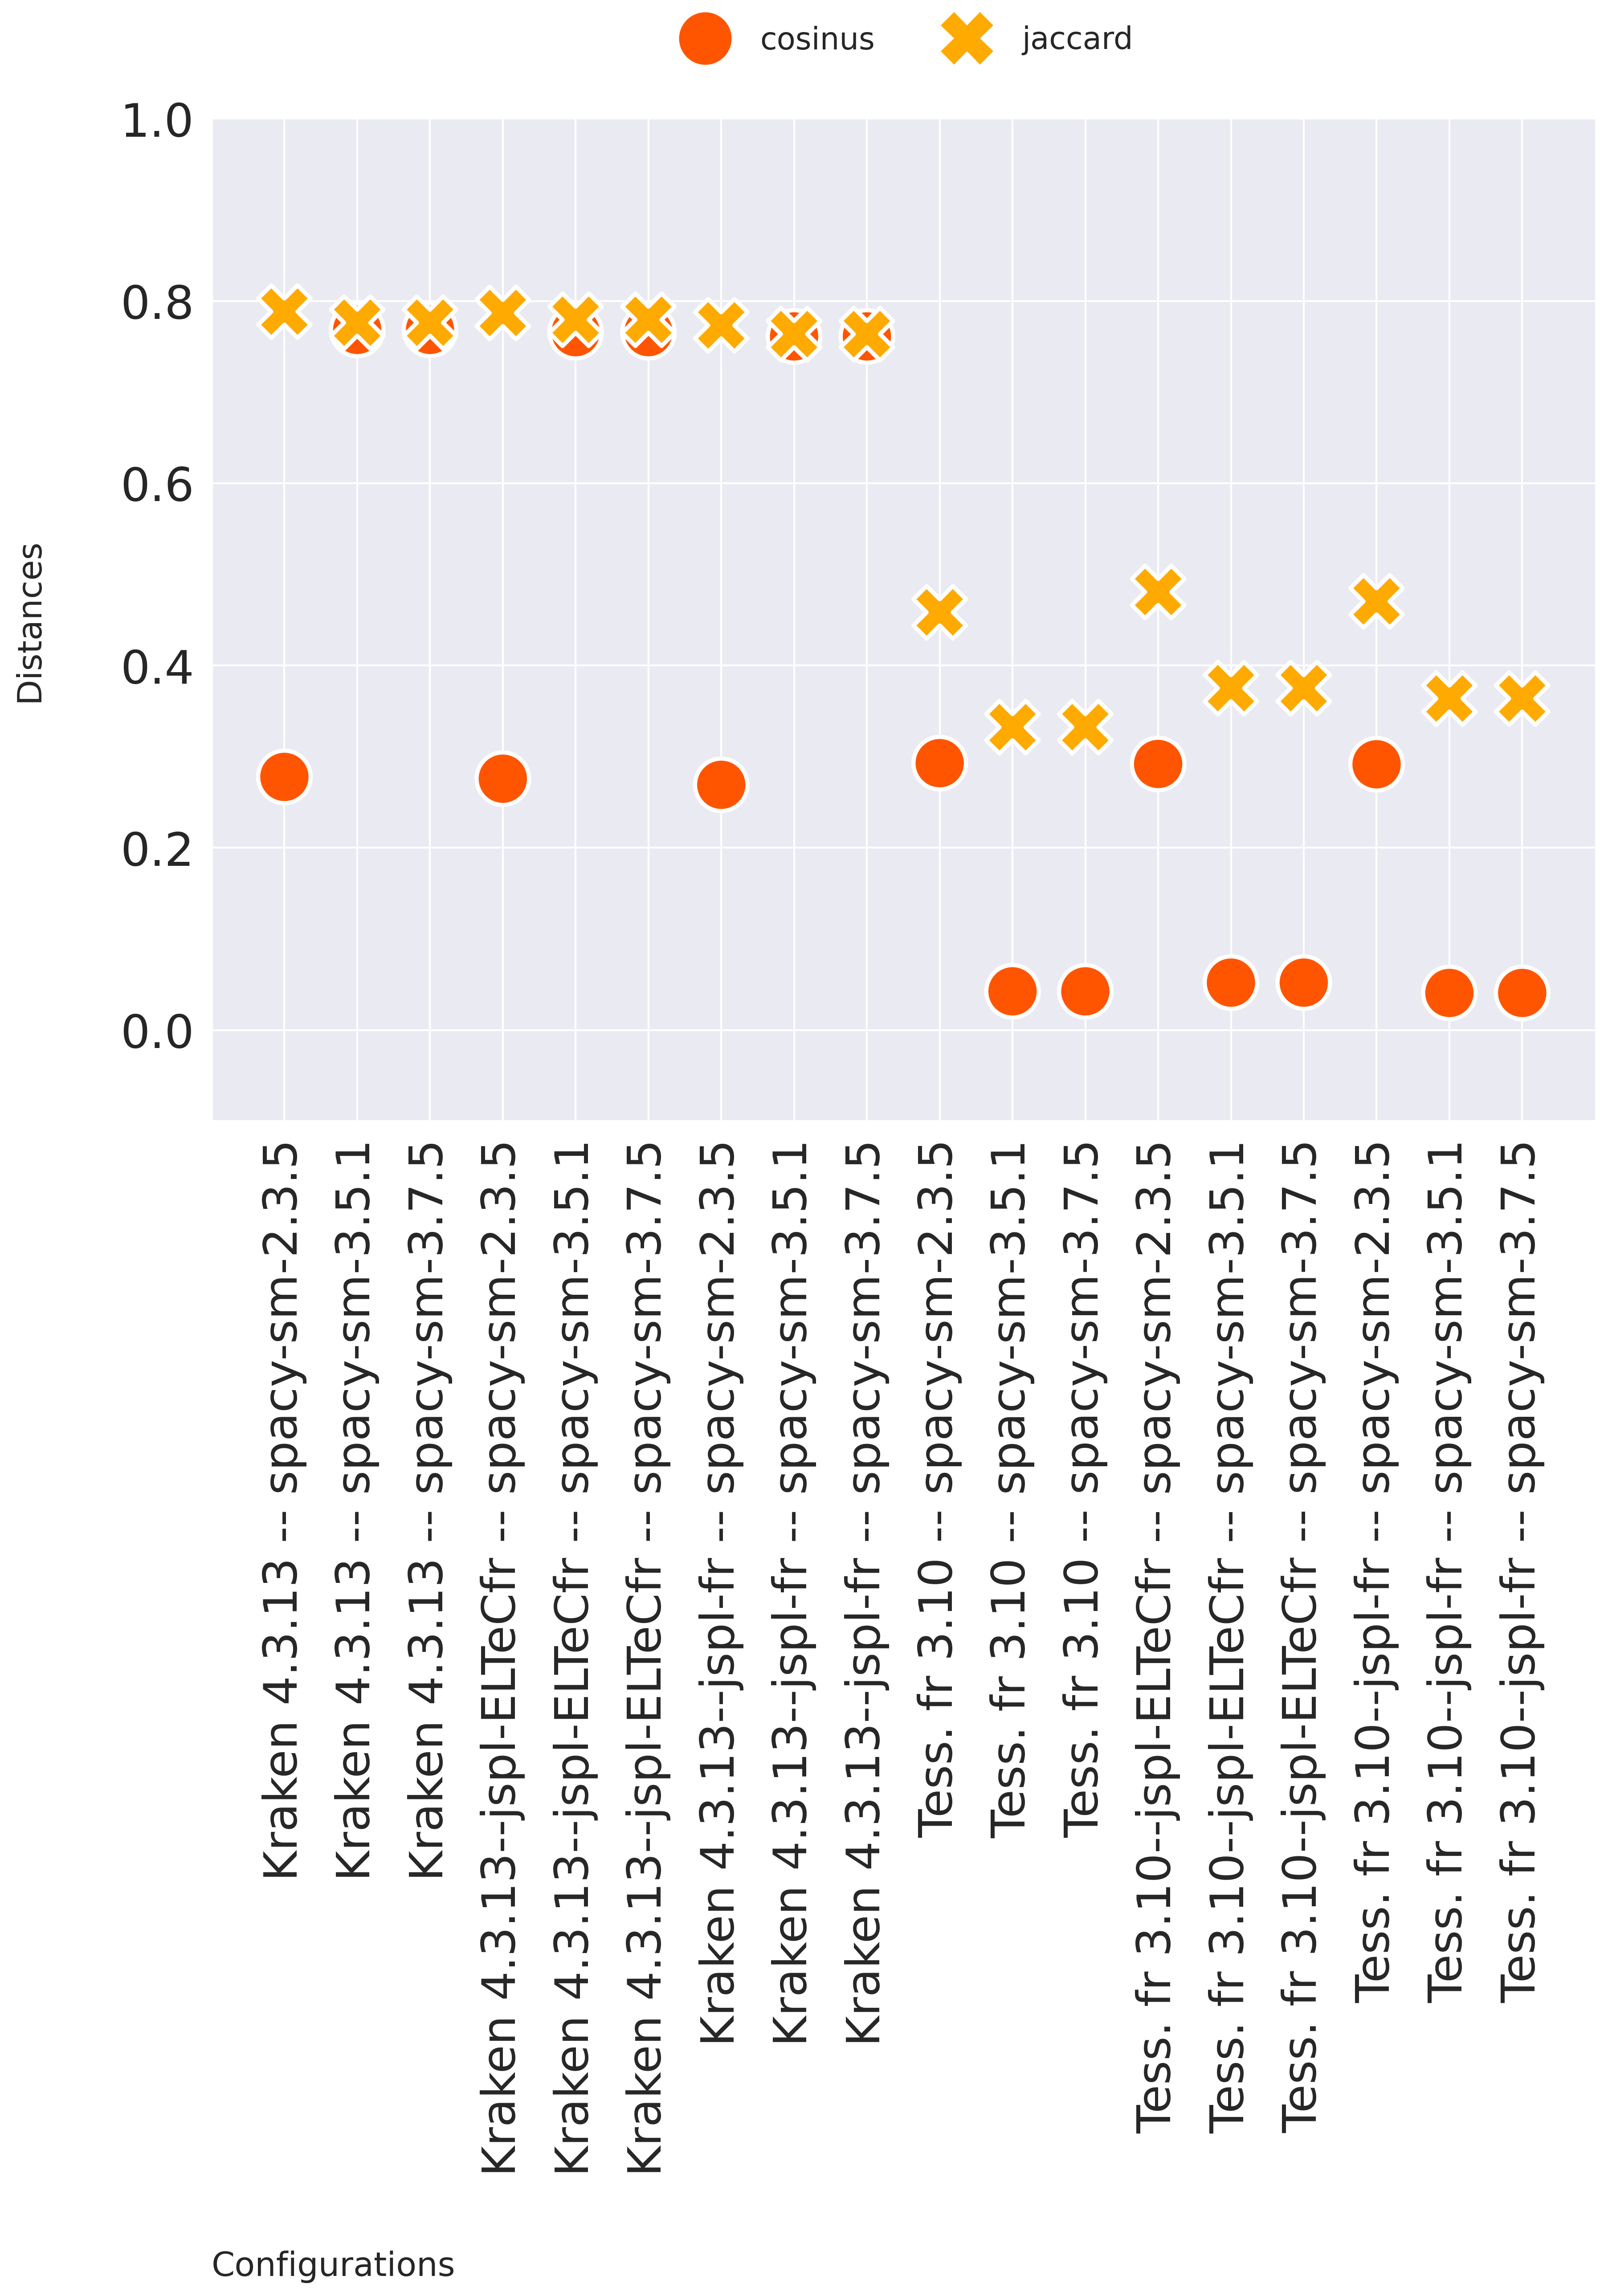 cosinus
jaccard
1.0
0.8
0.6
0.4
0.2
0.0
Distances
Kraken 4.3.13 -- spacy-sm-2.3.5
Kraken 4.3.13 -- spacy-sm-3.5.1
Kraken 4.3.13 -- spacy-sm-3.7.5
Kraken 4.3.13--jspl-ELTeCfr -- spacy-sm-2.3.5
Kraken 4.3.13--jspl-ELTeCfr -- spacy-sm-3.5.1
Kraken 4.3.13--jspl-ELTeCfr -- spacy-sm-3.7.5
Kraken 4.3.13--jspl-fr -- spacy-sm-2.3.5
Kraken 4.3.13--jspl-fr -- spacy-sm-3.5.1
Kraken 4.3.13--jspl-fr -- spacy-sm-3.7.5
Tess. fr 3.10 -- spacy-sm-2.3.5
Tess. fr 3.10 -- spacy-sm-3.5.1
Tess. fr 3.10 -- spacy-sm-3.7.5
Tess. fr 3.10--jspl-ELTeCfr -- spacy-sm-2.3.5
Tess. fr 3.10--jspl-ELTeCfr -- spacy-sm-3.5.1
Tess. fr 3.10--jspl-ELTeCfr -- spacy-sm-3.7.5
Tess. fr 3.10--jspl-fr -- spacy-sm-2.3.5
Tess. fr 3.10--jspl-fr -- spacy-sm-3.5.1
Tess. fr 3.10--jspl-fr -- spacy-sm-3.7.5
Configurations